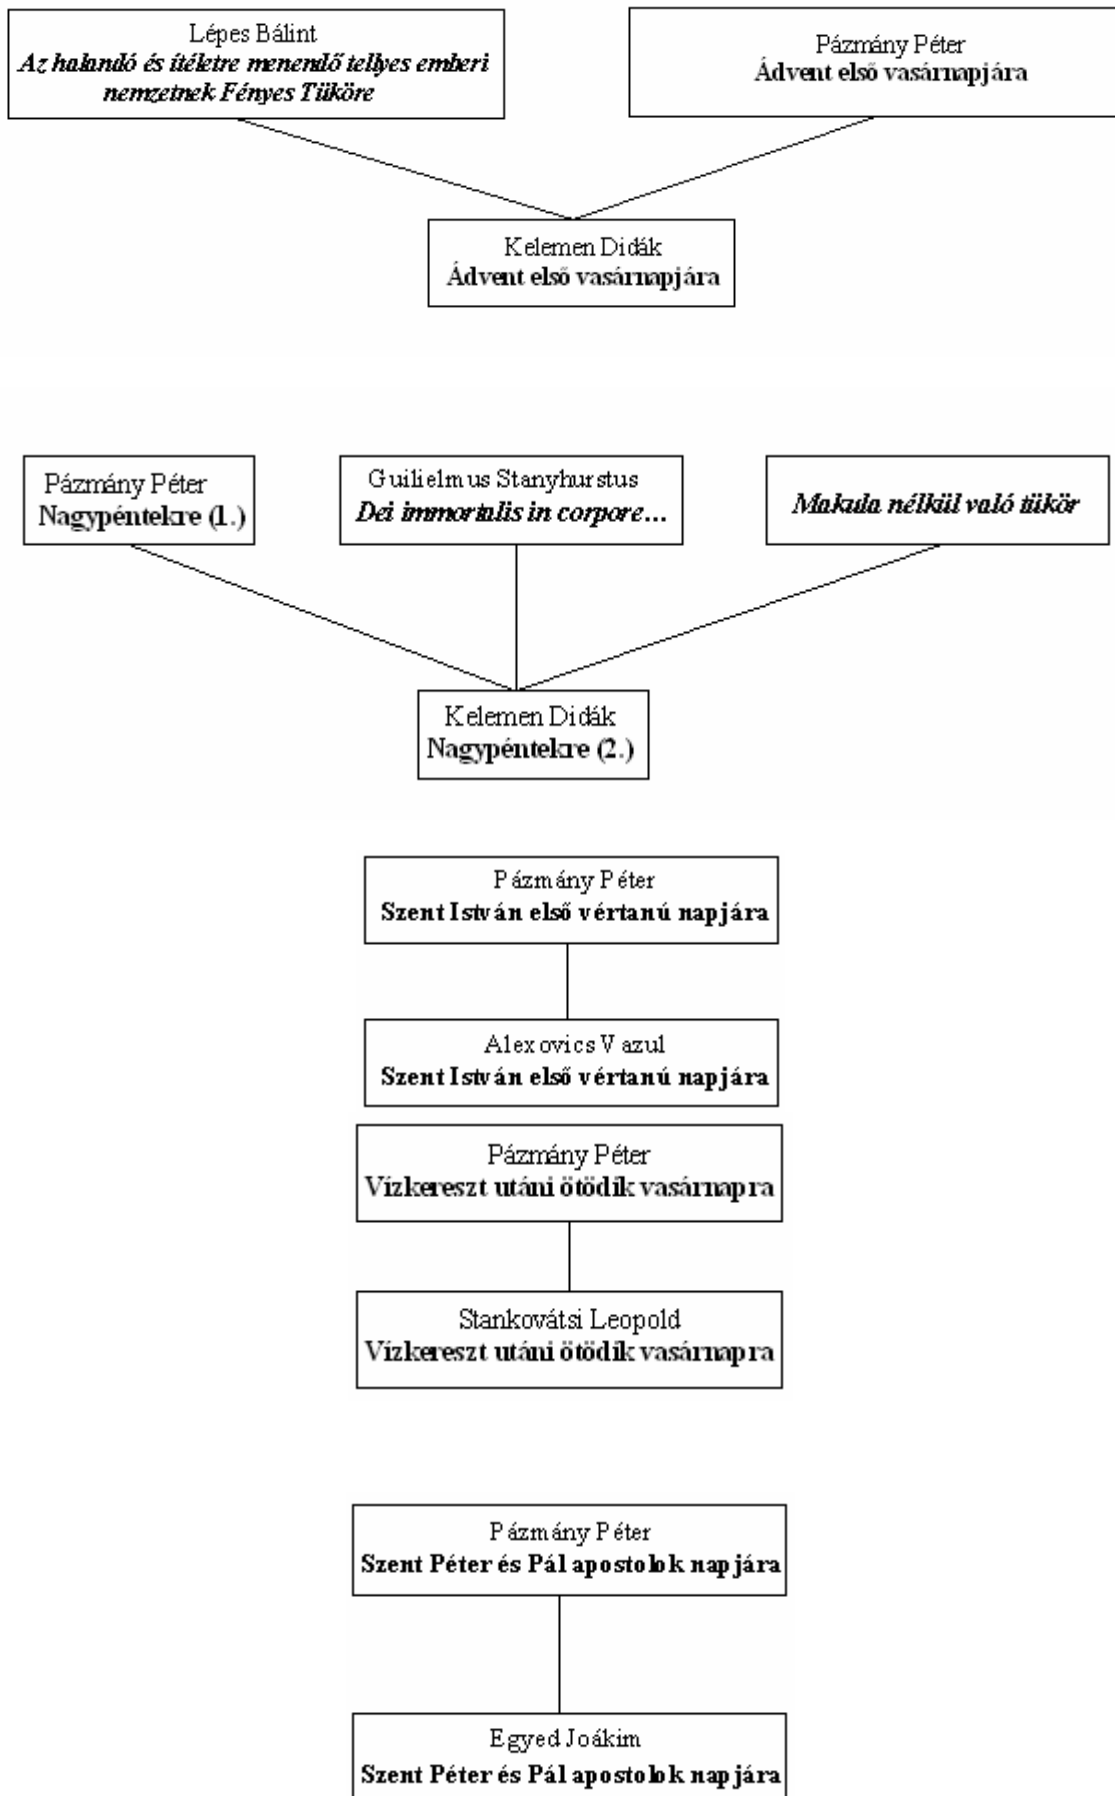 Lépes Bálint
Az halandó és ítéletre menendő tellyes emberi
nemzetnek Fényes Tüköre
Pázmány Péter
Ádvent első vasárnapjára
Kelemen Didák
Ádvent első vasárnapjára
Pázmány Péter
Nagypéntekre (1.)
Guilielmus Stanyhurstus
Dei immortalis in corpore…
Makula nélkül való tükör
Kelemen Didák
Nagypéntekre (2.)
Pázmány Péter
Szent István első vértanú napjára
Alexovics Vazul
Szent István első vértanú napjára
Pázmány Péter
Vízkereszt utáni ötödik vasárnapra
Stankovátsi Leopold
Vízkereszt utáni ötödik vasárnapra
Pázmány Péter
Szent Péter és Pál apostolok napjára
Egyed Joákim
Szent Péter és Pál apostolok napjára